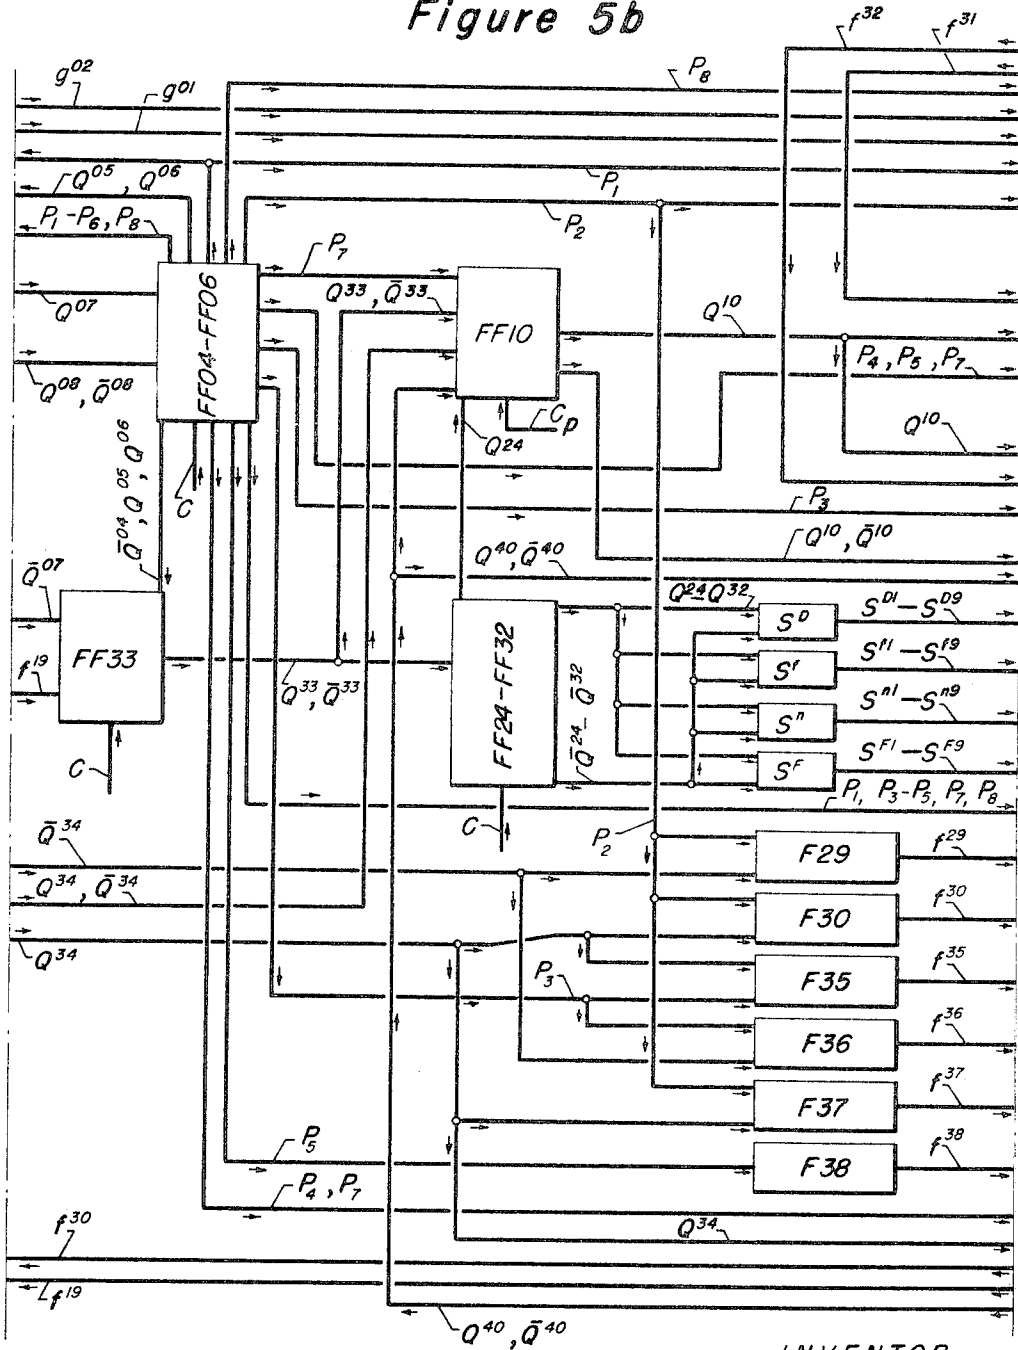 Figure 5b
f³²
f³¹
g⁰²
g⁰¹
P₈
P₁
Q⁰⁵, Q⁰⁶
P₁-P₆, P₈
P₂
P₇
Q³³, Q̄³³
Q⁰⁷
FF04-FF06
FF10
Q¹⁰
P₄, P₅, P₇
Q⁰⁸, Q̄⁰⁸
Cp
Q²⁴
Q¹⁰
Q̄⁰⁴, Q⁰⁵, Q⁰⁶
C
P₃
Q¹⁰, Q̄¹⁰
Q⁴⁰, Q̄⁴⁰
Q̄⁰⁷
Q²⁴-Q³²
Sᴰ
Sᴰ¹-Sᴰ⁹
FF33
FF24-FF32
Sᶠ
Sᶠ¹-Sᶠ⁹
f¹⁹
Q³³, Q̄³³
Q̄²⁴-Q̄³²
Sⁿ
Sⁿ¹-Sⁿ⁹
C
S^F
S^F1-S^F9
P₁, P₃-P₅, P₇, P₈
C
P₂
Q̄³⁴
F29
f²⁹
Q³⁴, Q̄³⁴
F30
f³⁰
Q³⁴
P₃
F35
f³⁵
F36
f³⁶
F37
f³⁷
P₅
F38
f³⁸
P₄, P₇
Q³⁴
f³⁰
f¹⁹
Q⁴⁰, Q̄⁴⁰